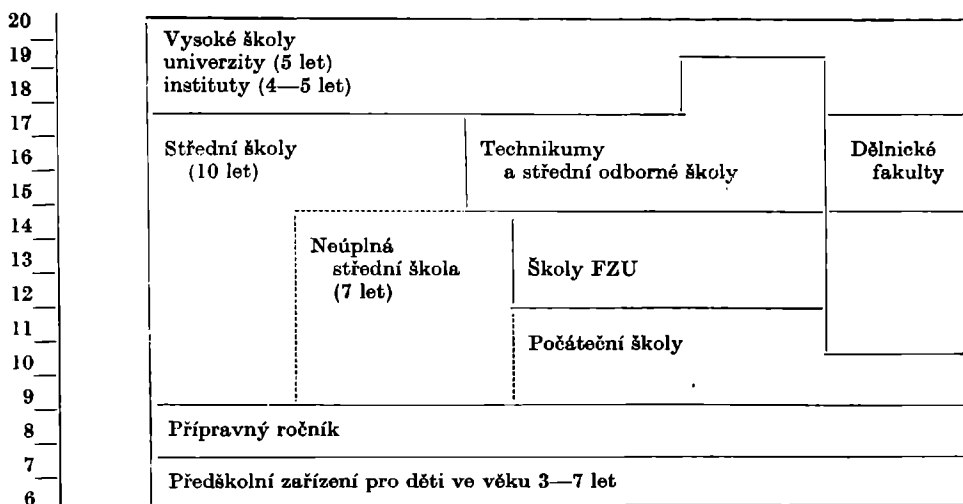 20
19
18
17
16
15
14
13
12
11
10
9
8
7
6
Vysoké školy
univerzity (5 let)
instituty (4—5 let)
Střední školy
(10 let)
Technikumy
a střední odborné školy
Dělnické
fakulty
Neúplná
střední škola
(7 let)
Školy FZU
Počáteční školy
Přípravný ročník
Předškolní zařízení pro děti ve věku 3—7 let